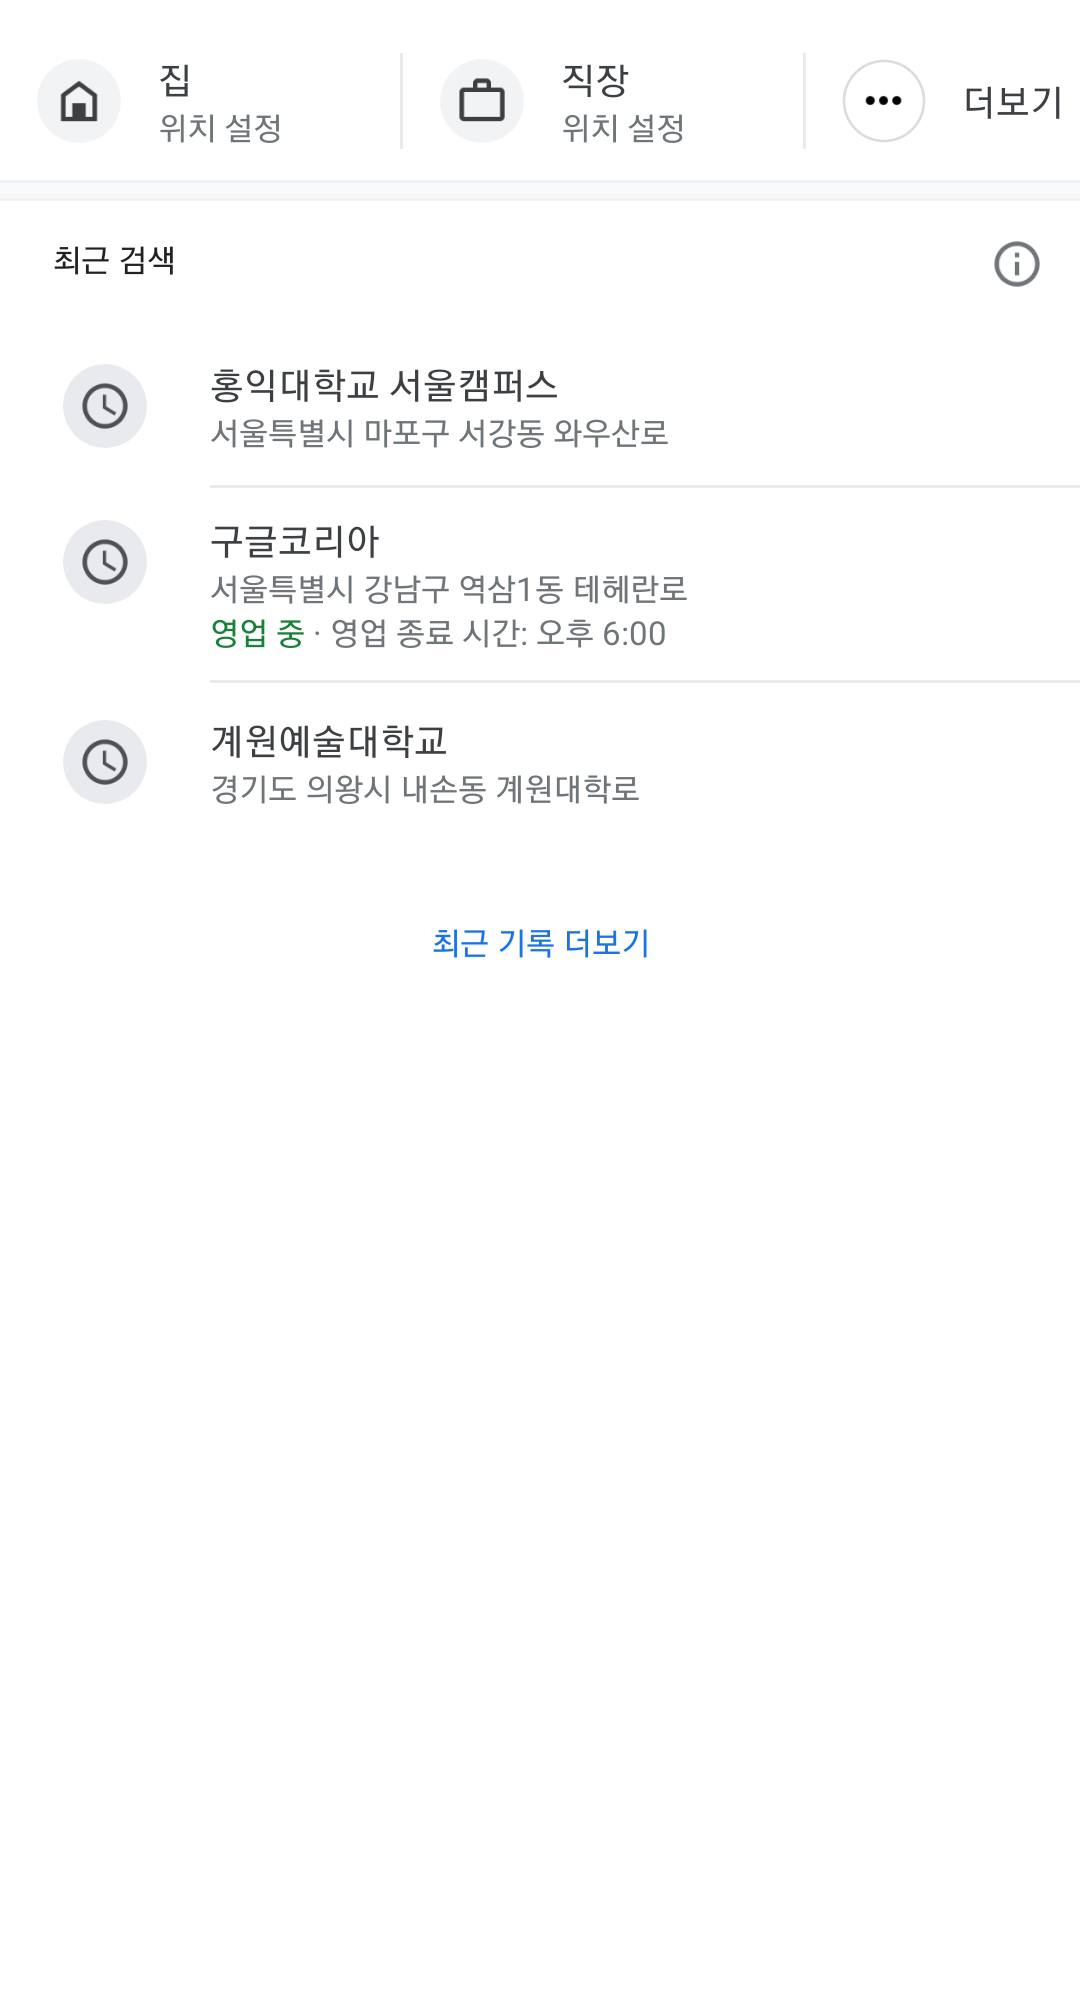 집
위치 설정
직장
위치 설정
더보기
최근 검색
홍익대학교 서울캠퍼스
서울특별시 마포구 서강동 와우산로
구글코리아
서울특별시 강남구 역삼1동 테헤란로
영업 중 · 영업 종료 시간: 오후 6:00
계원예술대학교
경기도 의왕시 내손동 계원대학로
최근 기록 더보기